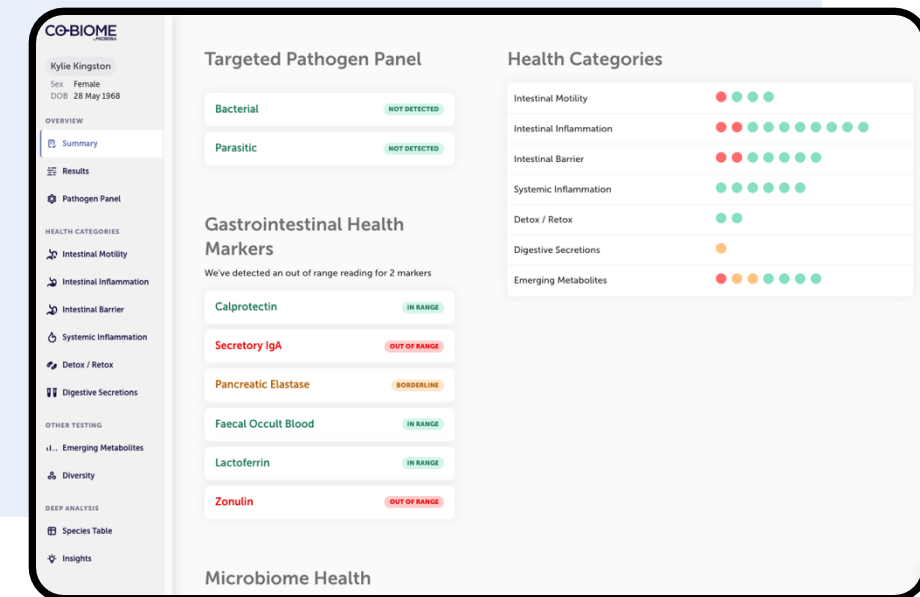 CO-BIOME
by MICROBA
Kylie Kingston
Sex Female
DOB 28 May 1968
OVERVIEW
Summary
Results
Pathogen Panel
HEALTH CATEGORIES
Intestinal Motility
Intestinal Inflammation
Intestinal Barrier
Systemic Inflammation
Detox / Retox
Digestive Secretions
OTHER TESTING
Emerging Metabolites
Diversity
DEEP ANALYSIS
Species Table
Insights
Targeted Pathogen Panel
Bacterial NOT DETECTED
Parasitic NOT DETECTED
Gastrointestinal Health
Markers
We've detected an out of range reading for 2 markers
Calprotectin IN RANGE
Secretory IgA OUT OF RANGE
Pancreatic Elastase BORDERLINE
Faecal Occult Blood IN RANGE
Lactoferrin IN RANGE
Zonulin OUT OF RANGE
Microbiome Health
Health Categories
Intestinal Motility
Intestinal Inflammation
Intestinal Barrier
Systemic Inflammation
Detox / Retox
Digestive Secretions
Emerging Metabolites